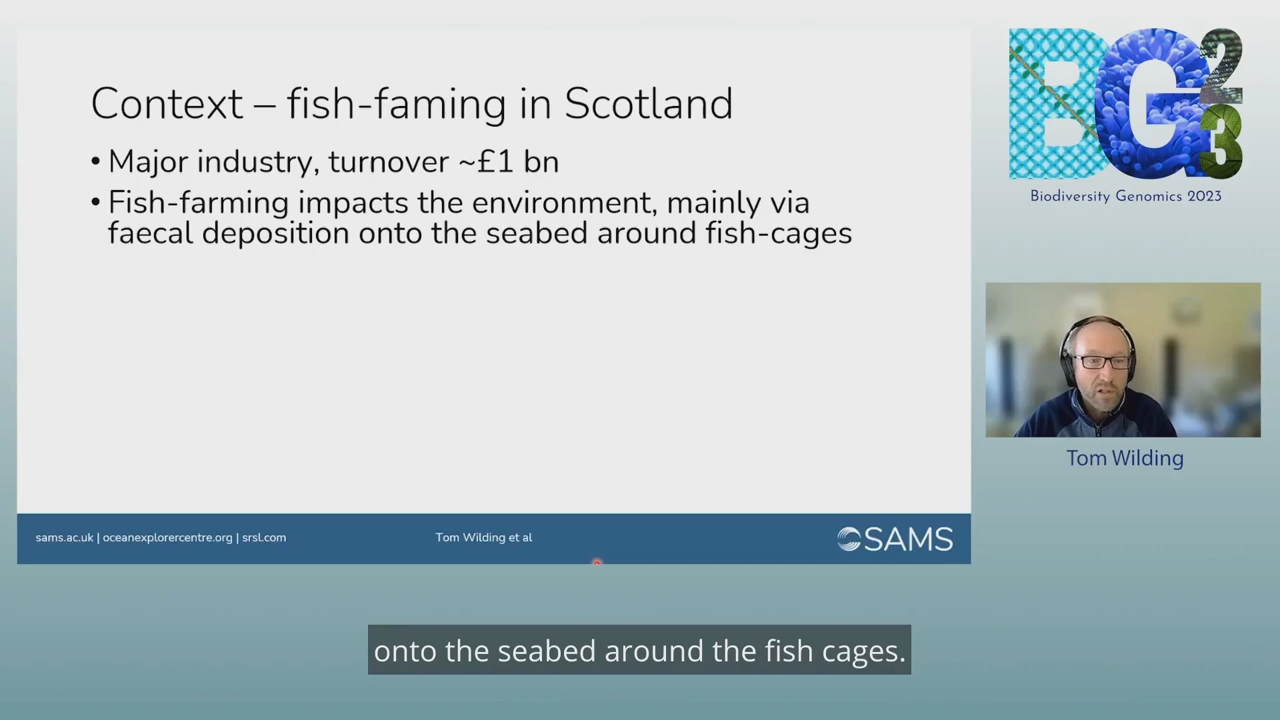 Context – fish-faming in Scotland
• Major industry, turnover ~£1 bn
• Fish-farming impacts the environment, mainly via
faecal deposition onto the seabed around fish-cages
sams.ac.uk | oceanexplorercentre.org | srsl.com
Tom Wilding et al
SAMS
BG23
Biodiversity Genomics 2023
Tom Wilding
onto the seabed around the fish cages.